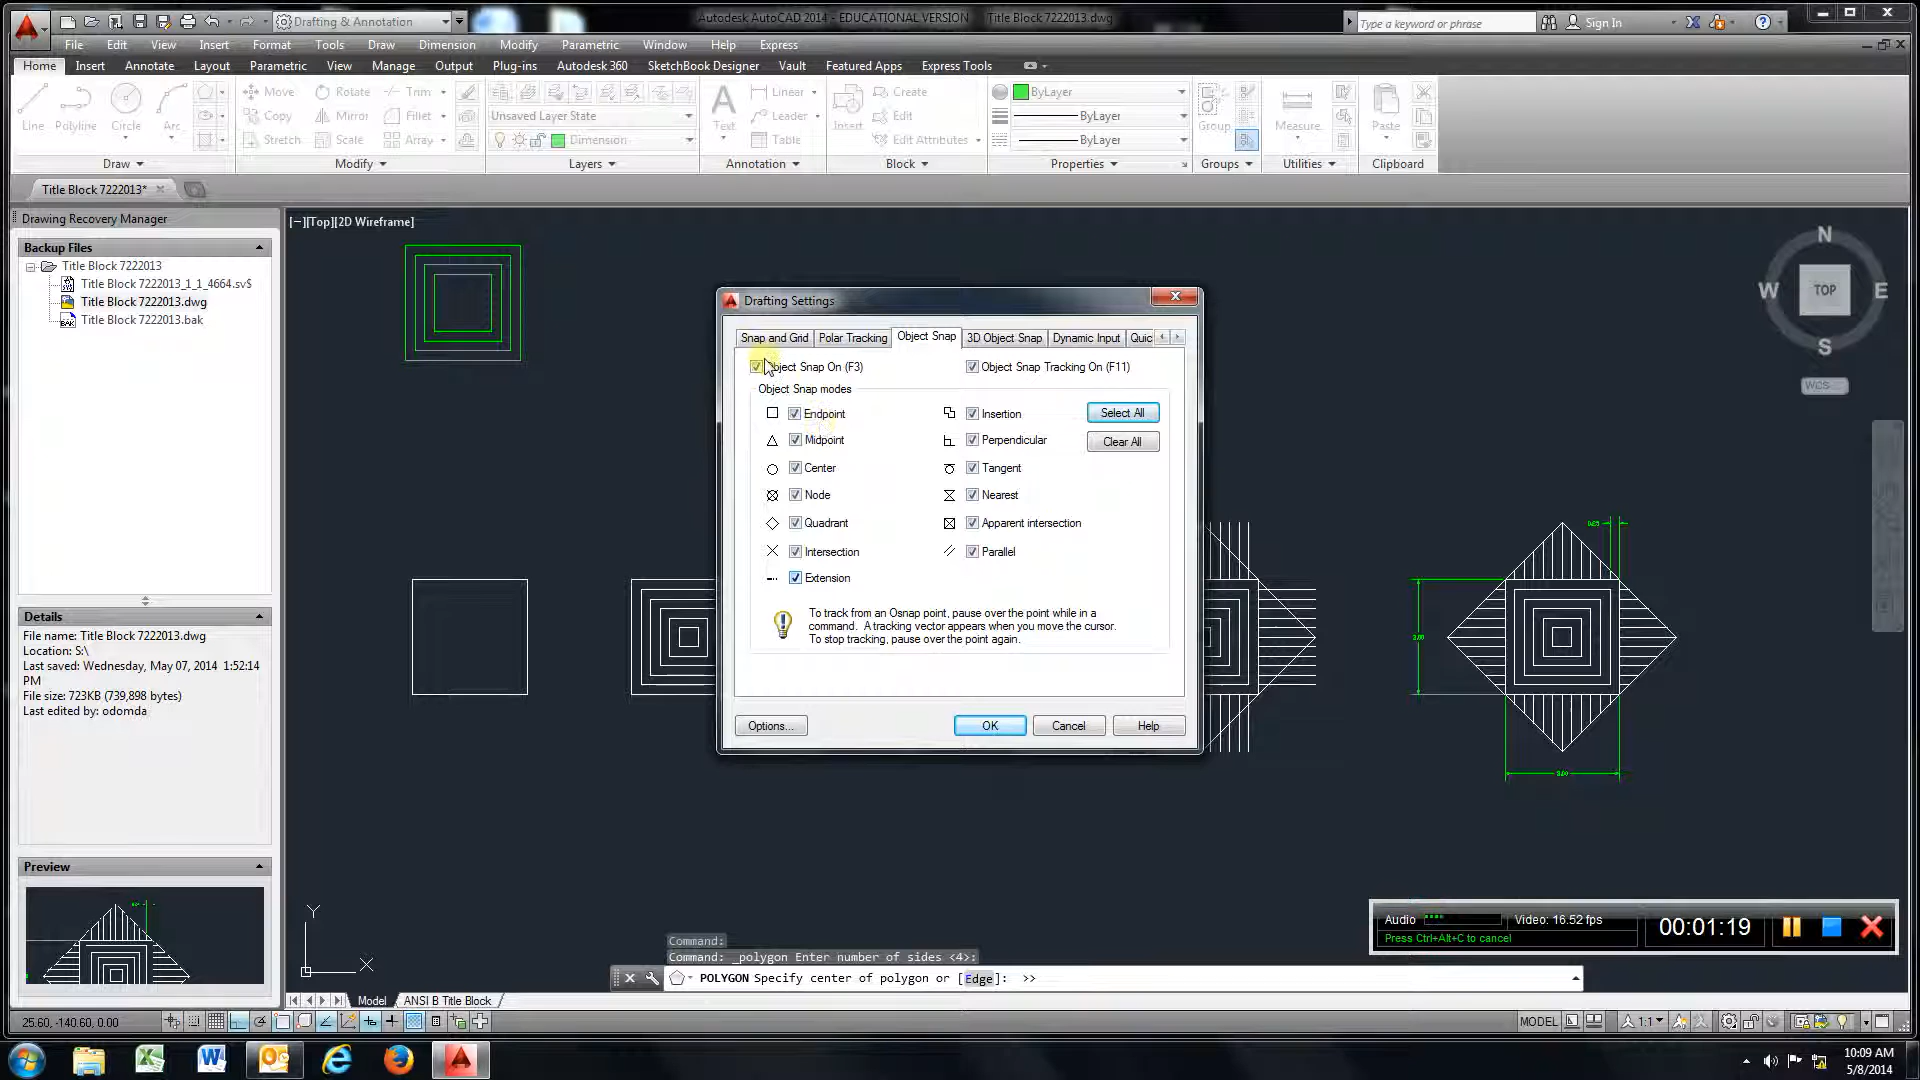 Drafting & Annotation
Autodesk AutoCAD 2014 - EDUCATIONAL VERSION Title Block 7222013.dwg
Type a keyword or phrase
Sign In
File Edit View Insert Format Tools Draw Dimension Modify Parametric Window Help Express
Home Insert Annotate Layout Parametric View Manage Output Plug-ins Autodesk 360 SketchBook Designer Vault Featured Apps Express Tools
Line Polyline Circle Arc
Move Rotate Trim
Copy Mirror Fillet
Stretch Scale Array
Unsaved Layer State
Dimension
Text
Linear
Leader
Table
Insert
Create
Edit
Edit Attributes
ByLayer
ByLayer
ByLayer
Group
Measure
Paste
Draw Modify Layers Annotation Block Properties Groups Utilities Clipboard
Title Block 7222013*
Drawing Recovery Manager
Backup Files
Title Block 7222013
Title Block 7222013_1_1_4664.sv$
Title Block 7222013.dwg
Title Block 7222013.bak
Details
File name: Title Block 7222013.dwg
Location: S:\
Last saved: Wednesday, May 07, 2014 1:52:14
PM
File size: 723KB (739,898 bytes)
Last edited by: odomda
Preview
[−][Top][2D Wireframe]
N
W TOP E
S
WCS
Drafting Settings
Snap and Grid Polar Tracking Object Snap 3D Object Snap Dynamic Input Quic
Object Snap On (F3)
Object Snap Tracking On (F11)
Object Snap modes
Endpoint Insertion Select All
Midpoint Perpendicular Clear All
Center Tangent
Node Nearest
Quadrant Apparent intersection
Intersection Parallel
Extension
To track from an Osnap point, pause over the point while in a
command. A tracking vector appears when you move the cursor.
To stop tracking, pause over the point again.
Options... OK Cancel Help
Y
X
Audio
Video: 16.52 fps
Press Ctrl+Alt+C to cancel
00:01:19
Command:
Command: _polygon Enter number of sides <4>:
POLYGON Specify center of polygon or [Edge]: >>
Model ANSI B Title Block
25.60, -140.60, 0.00
MODEL
1:1
10:09 AM
5/8/2014